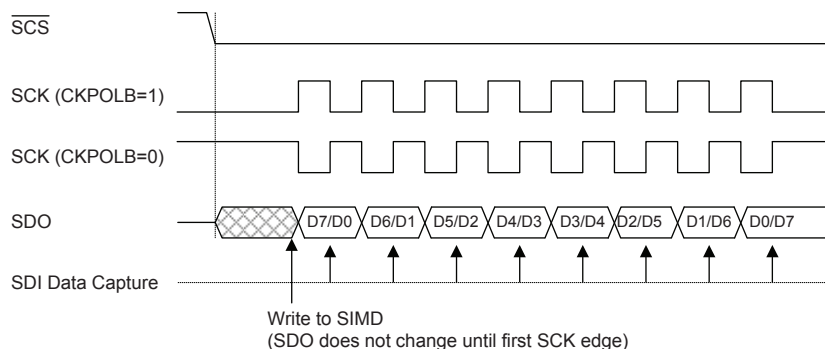 SCS
SCK (CKPOLB=1)
SCK (CKPOLB=0)
SDO
D7/D0 D6/D1 D5/D2 D4/D3 D3/D4 D2/D5 D1/D6 D0/D7
SDI Data Capture
Write to SIMD
(SDO does not change until first SCK edge)